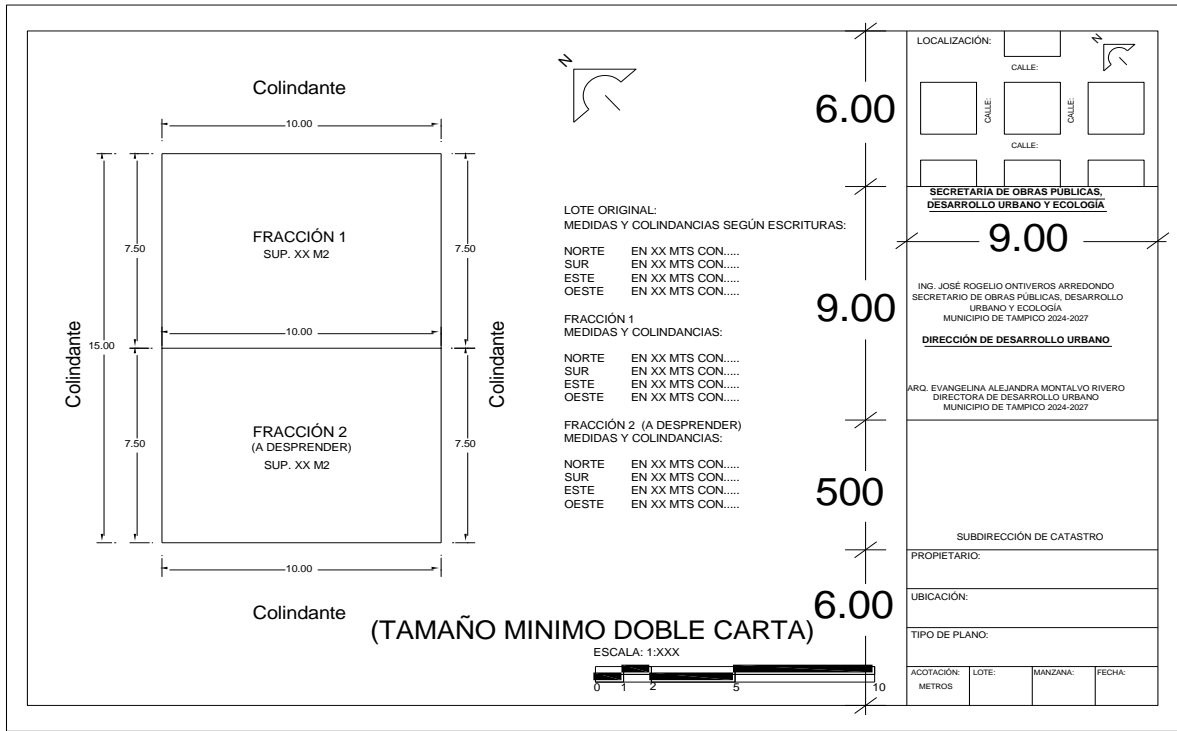 Colindante
10.00
15.00
7.50
7.50
FRACCIÓN 1
SUP. XX M2
10.00
Colindante
Colindante
7.50
7.50
FRACCIÓN 2
(A DESPRENDER)
SUP. XX M2
10.00
Colindante
N
LOTE ORIGINAL:
MEDIDAS Y COLINDANCIAS SEGÚN ESCRITURAS:
NORTE EN XX MTS CON.....
SUR EN XX MTS CON.....
ESTE EN XX MTS CON.....
OESTE EN XX MTS CON.....
FRACCIÓN 1
MEDIDAS Y COLINDANCIAS:
NORTE EN XX MTS CON.....
SUR EN XX MTS CON.....
ESTE EN XX MTS CON.....
OESTE EN XX MTS CON.....
FRACCIÓN 2 (A DESPRENDER)
MEDIDAS Y COLINDANCIAS:
NORTE EN XX MTS CON.....
SUR EN XX MTS CON.....
ESTE EN XX MTS CON.....
OESTE EN XX MTS CON.....
(TAMAÑO MINIMO DOBLE CARTA)
ESCALA: 1:XXX
0 1 2 5 10
6.00
9.00
500
6.00
LOCALIZACIÓN:
N
CALLE:
CALLE:
CALLE:
CALLE:
SECRETARÍA DE OBRAS PÚBLICAS,
DESARROLLO URBANO Y ECOLOGÍA
9.00
ING. JOSÉ ROGELIO ONTIVEROS ARREDONDO
SECRETARIO DE OBRAS PÚBLICAS, DESARROLLO
URBANO Y ECOLOGÍA
MUNICIPIO DE TAMPICO 2024-2027
DIRECCIÓN DE DESARROLLO URBANO
ARQ. EVANGELINA ALEJANDRA MONTALVO RIVERO
DIRECTORA DE DESARROLLO URBANO
MUNICIPIO DE TAMPICO 2024-2027
SUBDIRECCIÓN DE CATASTRO
PROPIETARIO:
UBICACIÓN:
TIPO DE PLANO:
ACOTACIÓN: LOTE: MANZANA: FECHA:
METROS